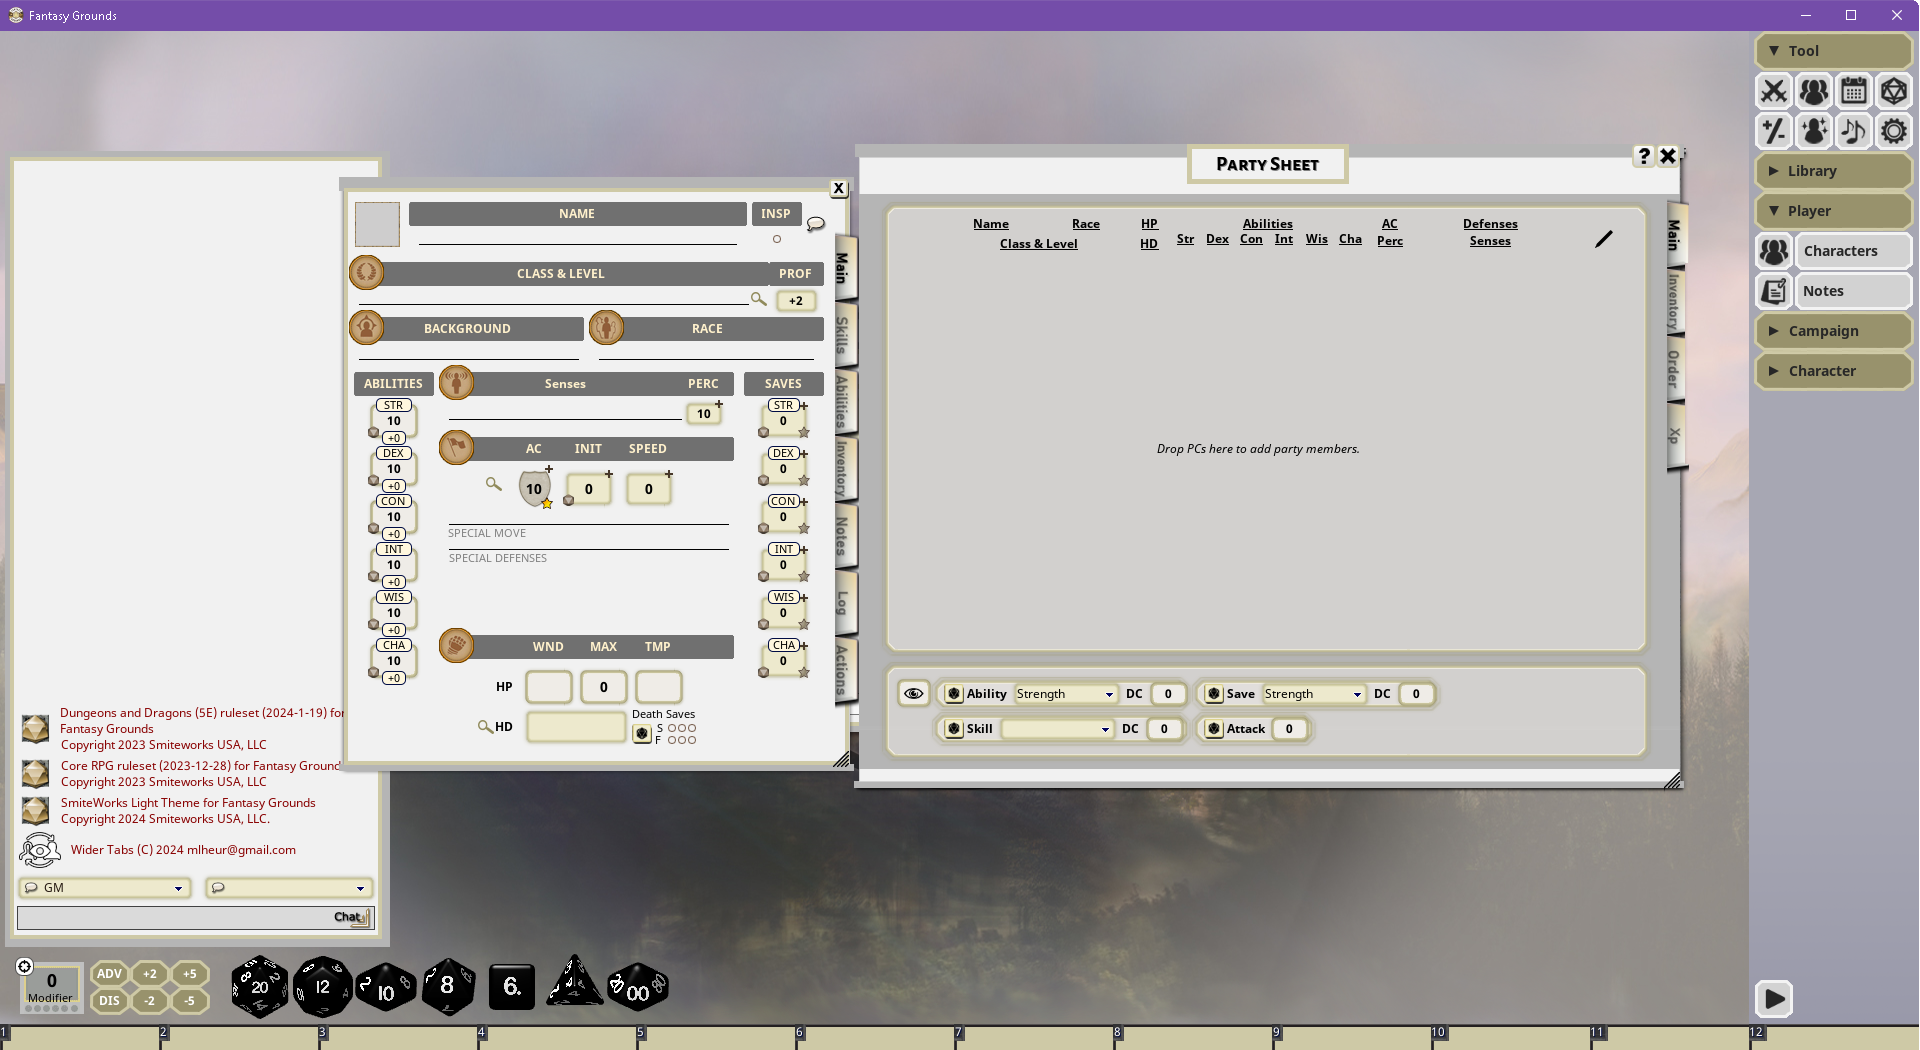 Fantasy Grounds
Tool
Library
Player
Characters
Notes
Campaign
Character
NAME
INSP
CLASS & LEVEL
PROF
+2
BACKGROUND
RACE
ABILITIES
Senses
PERC
SAVES
STR
10
+0
DEX
10
+0
CON
10
+0
INT
10
+0
WIS
10
+0
CHA
10
+0
10
AC
INIT
SPEED
10
0
0
SPECIAL MOVE
SPECIAL DEFENSES
WND
MAX
TMP
HP
0
HD
Death Saves
S
F
STR
0
DEX
0
CON
0
INT
0
WIS
0
CHA
0
X
Main
Skills
Abilities
Inventory
Notes
Log
Actions
PARTY SHEET
?
Name
Race
HP
Abilities
AC
Defenses
Class & Level
HD
Str
Dex
Con
Int
Wis
Cha
Perc
Senses
Drop PCs here to add party members.
Main
Inventory
Order
Xp
Ability
Strength
DC
0
Save
Strength
DC
0
Skill
DC
0
Attack
0
Dungeons and Dragons (5E) ruleset (2024-1-19) for
Fantasy Grounds
Copyright 2023 Smiteworks USA, LLC
Core RPG ruleset (2023-12-28) for Fantasy Ground
Copyright 2023 Smiteworks USA, LLC
SmiteWorks Light Theme for Fantasy Grounds
Copyright 2024 Smiteworks USA, LLC.
Wider Tabs (C) 2024 mlheur@gmail.com
GM
Chat
0
Modifier
ADV
+2
+5
DIS
-2
-5
20
12
10
8
6.
00
1
2
3
4
5
6
7
8
9
10
11
12